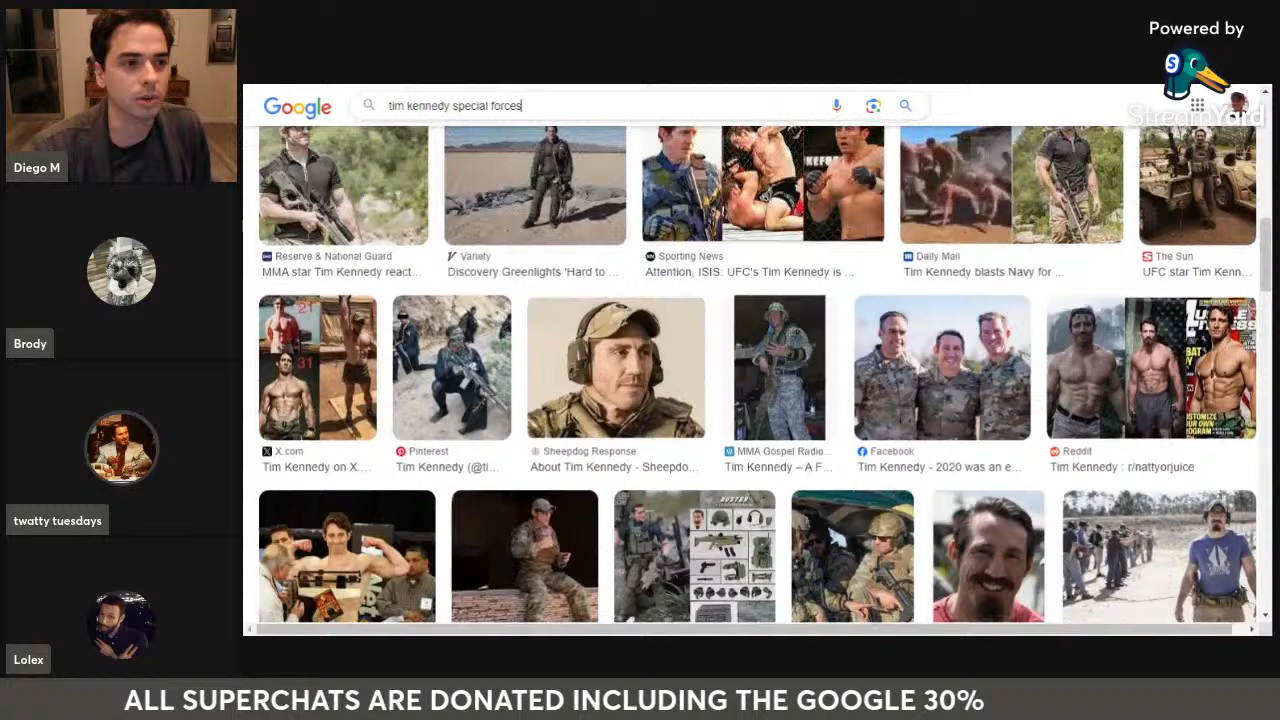 Powered by
S
StreamYard
Google
tim kennedy special forces
Diego M
Reserve & National Guard
MMA star Tim Kennedy react...
Variety
Discovery Greenlights 'Hard to ...
Sporting News
Attention, ISIS: UFC's Tim Kennedy is ...
Daily Mail
Tim Kennedy blasts Navy for ...
The Sun
UFC star Tim Kenn...
21
31
X.com
Tim Kennedy on X:...
Pinterest
Tim Kennedy (@ti...
Sheepdog Response
About Tim Kennedy - Sheepdo...
MMA Gospel Radio...
Tim Kennedy – A F...
Facebook
Tim Kennedy - 2020 was an e...
Reddit
Tim Kennedy : r/nattyorjuice
Brody
twatty tuesdays
Lolex
ALL SUPERCHATS ARE DONATED INCLUDING THE GOOGLE 30%